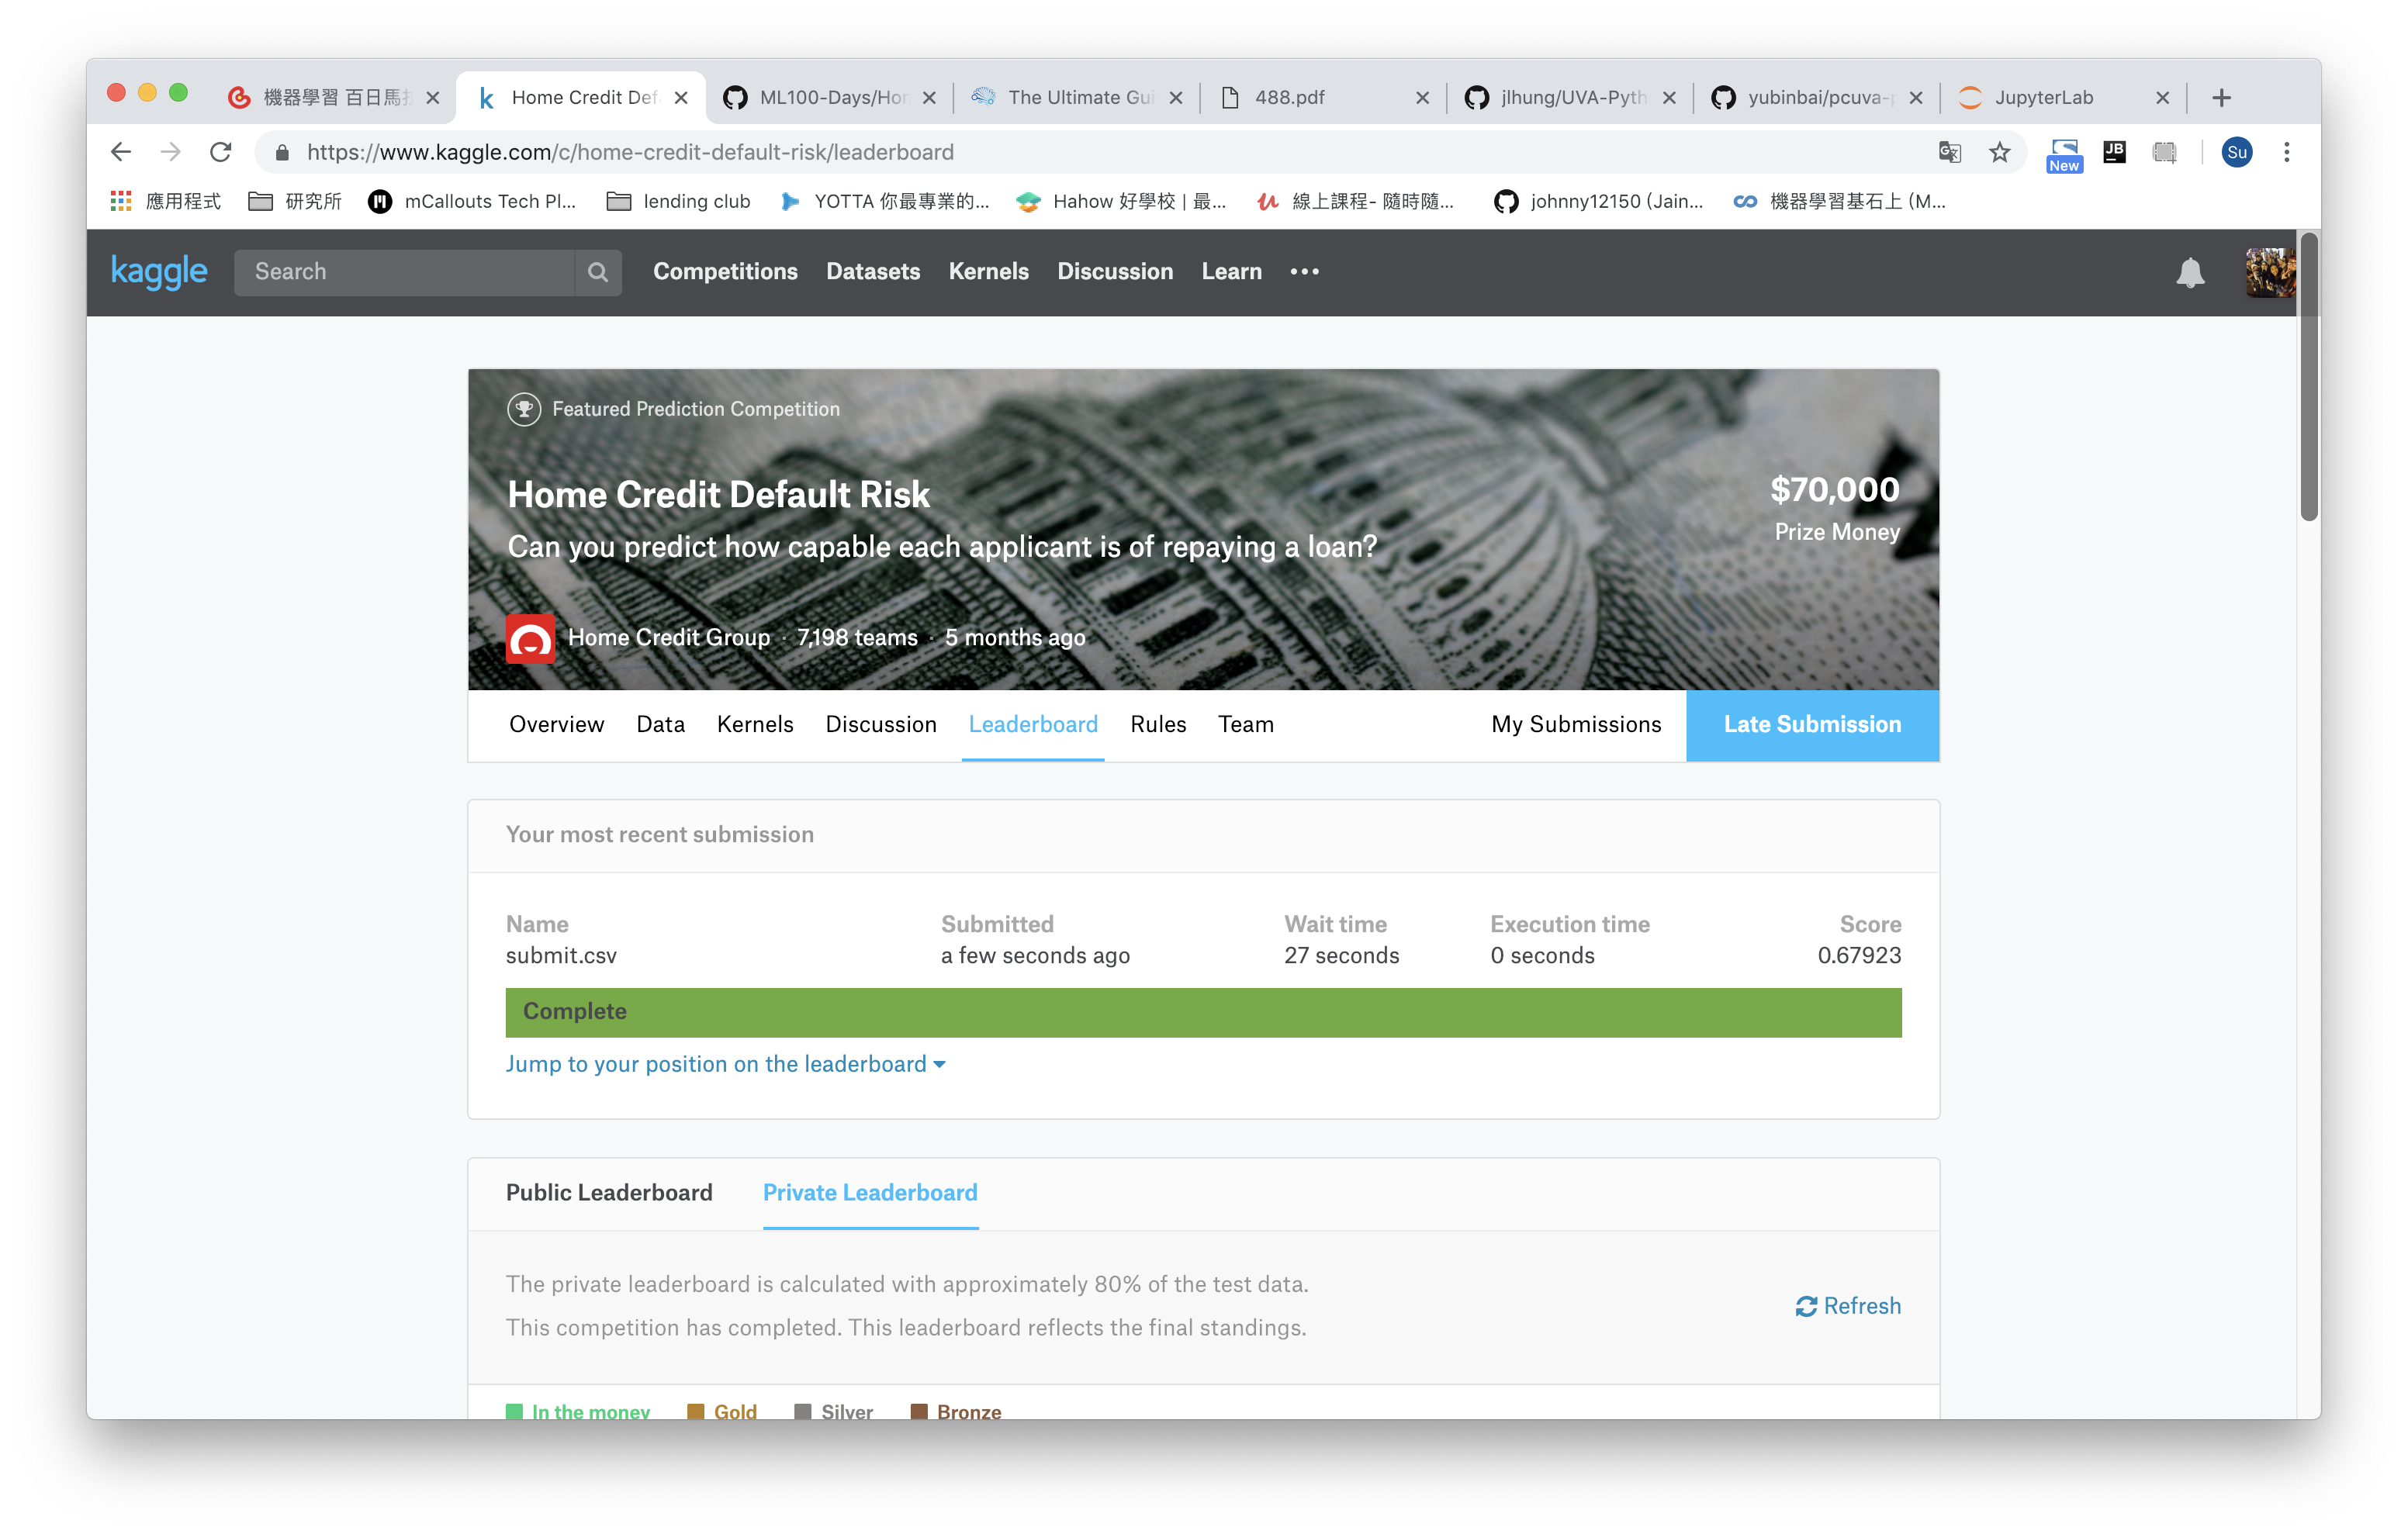 機器學習 百日馬拉
Home Credit Def
ML100-Days/Hor
The Ultimate Gui
488.pdf
jlhung/UVA-Pyth
yubinbai/pcuva-p
JupyterLab
https://www.kaggle.com/c/home-credit-default-risk/leaderboard
New
JB
Su
應用程式
研究所
mCallouts Tech Pl...
lending club
YOTTA 你最專業的...
Hahow 好學校 | 最...
線上課程- 隨時隨...
johnny12150 (Jain...
機器學習基石上 (M...
kaggle
Search
Competitions
Datasets
Kernels
Discussion
Learn
Featured Prediction Competition
Home Credit Default Risk
$70,000
Can you predict how capable each applicant is of repaying a loan?
Prize Money
Home Credit Group · 7,198 teams · 5 months ago
Overview
Data
Kernels
Discussion
Leaderboard
Rules
Team
My Submissions
Late Submission
Your most recent submission
Name Submitted Wait time Execution time Score
submit.csv a few seconds ago 27 seconds 0 seconds 0.67923
Complete
Jump to your position on the leaderboard
Public Leaderboard
Private Leaderboard
The private leaderboard is calculated with approximately 80% of the test data.
This competition has completed. This leaderboard reflects the final standings.
Refresh
In the money
Gold
Silver
Bronze